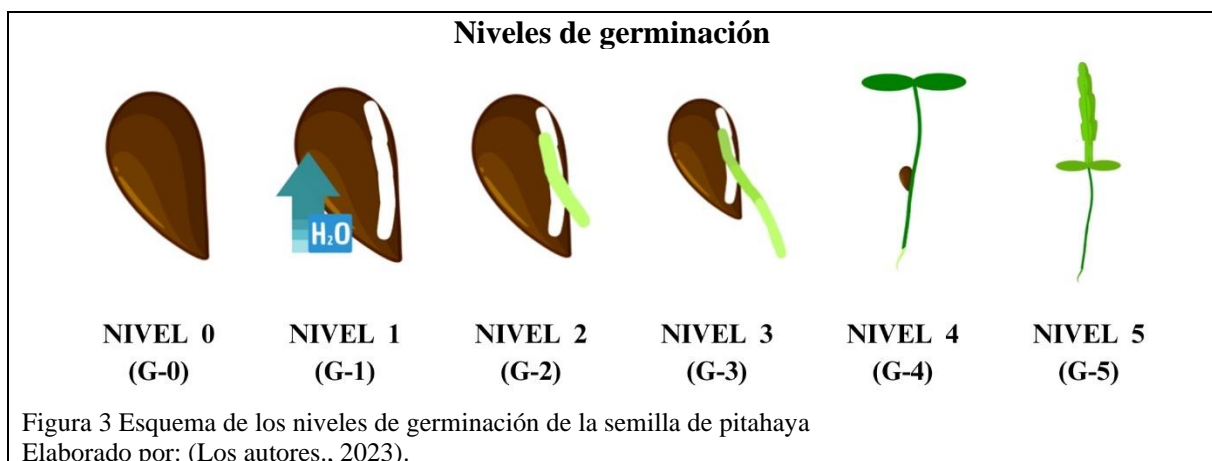 Niveles de germinación
H₂O
NIVEL 0 NIVEL 1 NIVEL 2 NIVEL 3 NIVEL 4 NIVEL 5
(G-0) (G-1) (G-2) (G-3) (G-4) (G-5)
Figura 3 Esquema de los niveles de germinación de la semilla de pitahaya
Elaborado por: (Los autores., 2023).